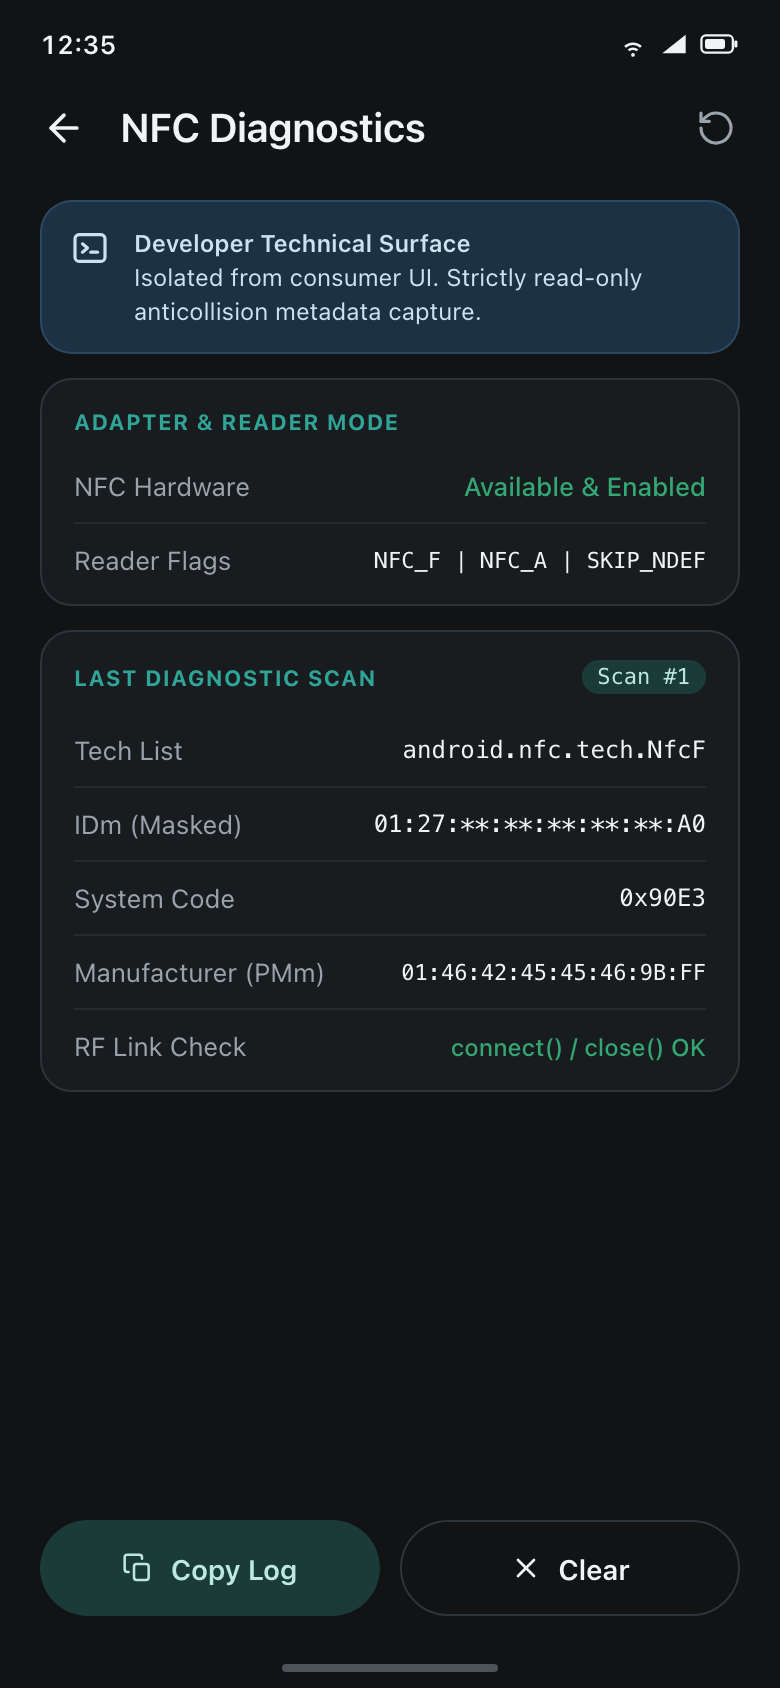 12:35
NFC Diagnostics
Developer Technical Surface
Isolated from consumer UI. Strictly read-only
anticollision metadata capture.
ADAPTER & READER MODE
NFC Hardware Available & Enabled
Reader Flags NFC_F | NFC_A | SKIP_NDEF
LAST DIAGNOSTIC SCAN Scan #1
Tech List android.nfc.tech.NfcF
IDm (Masked) 01:27:**:**:**:**:**:A0
System Code 0x90E3
Manufacturer (PMm) 01:46:42:45:45:46:9B:FF
RF Link Check connect() / close() OK
Copy Log Clear